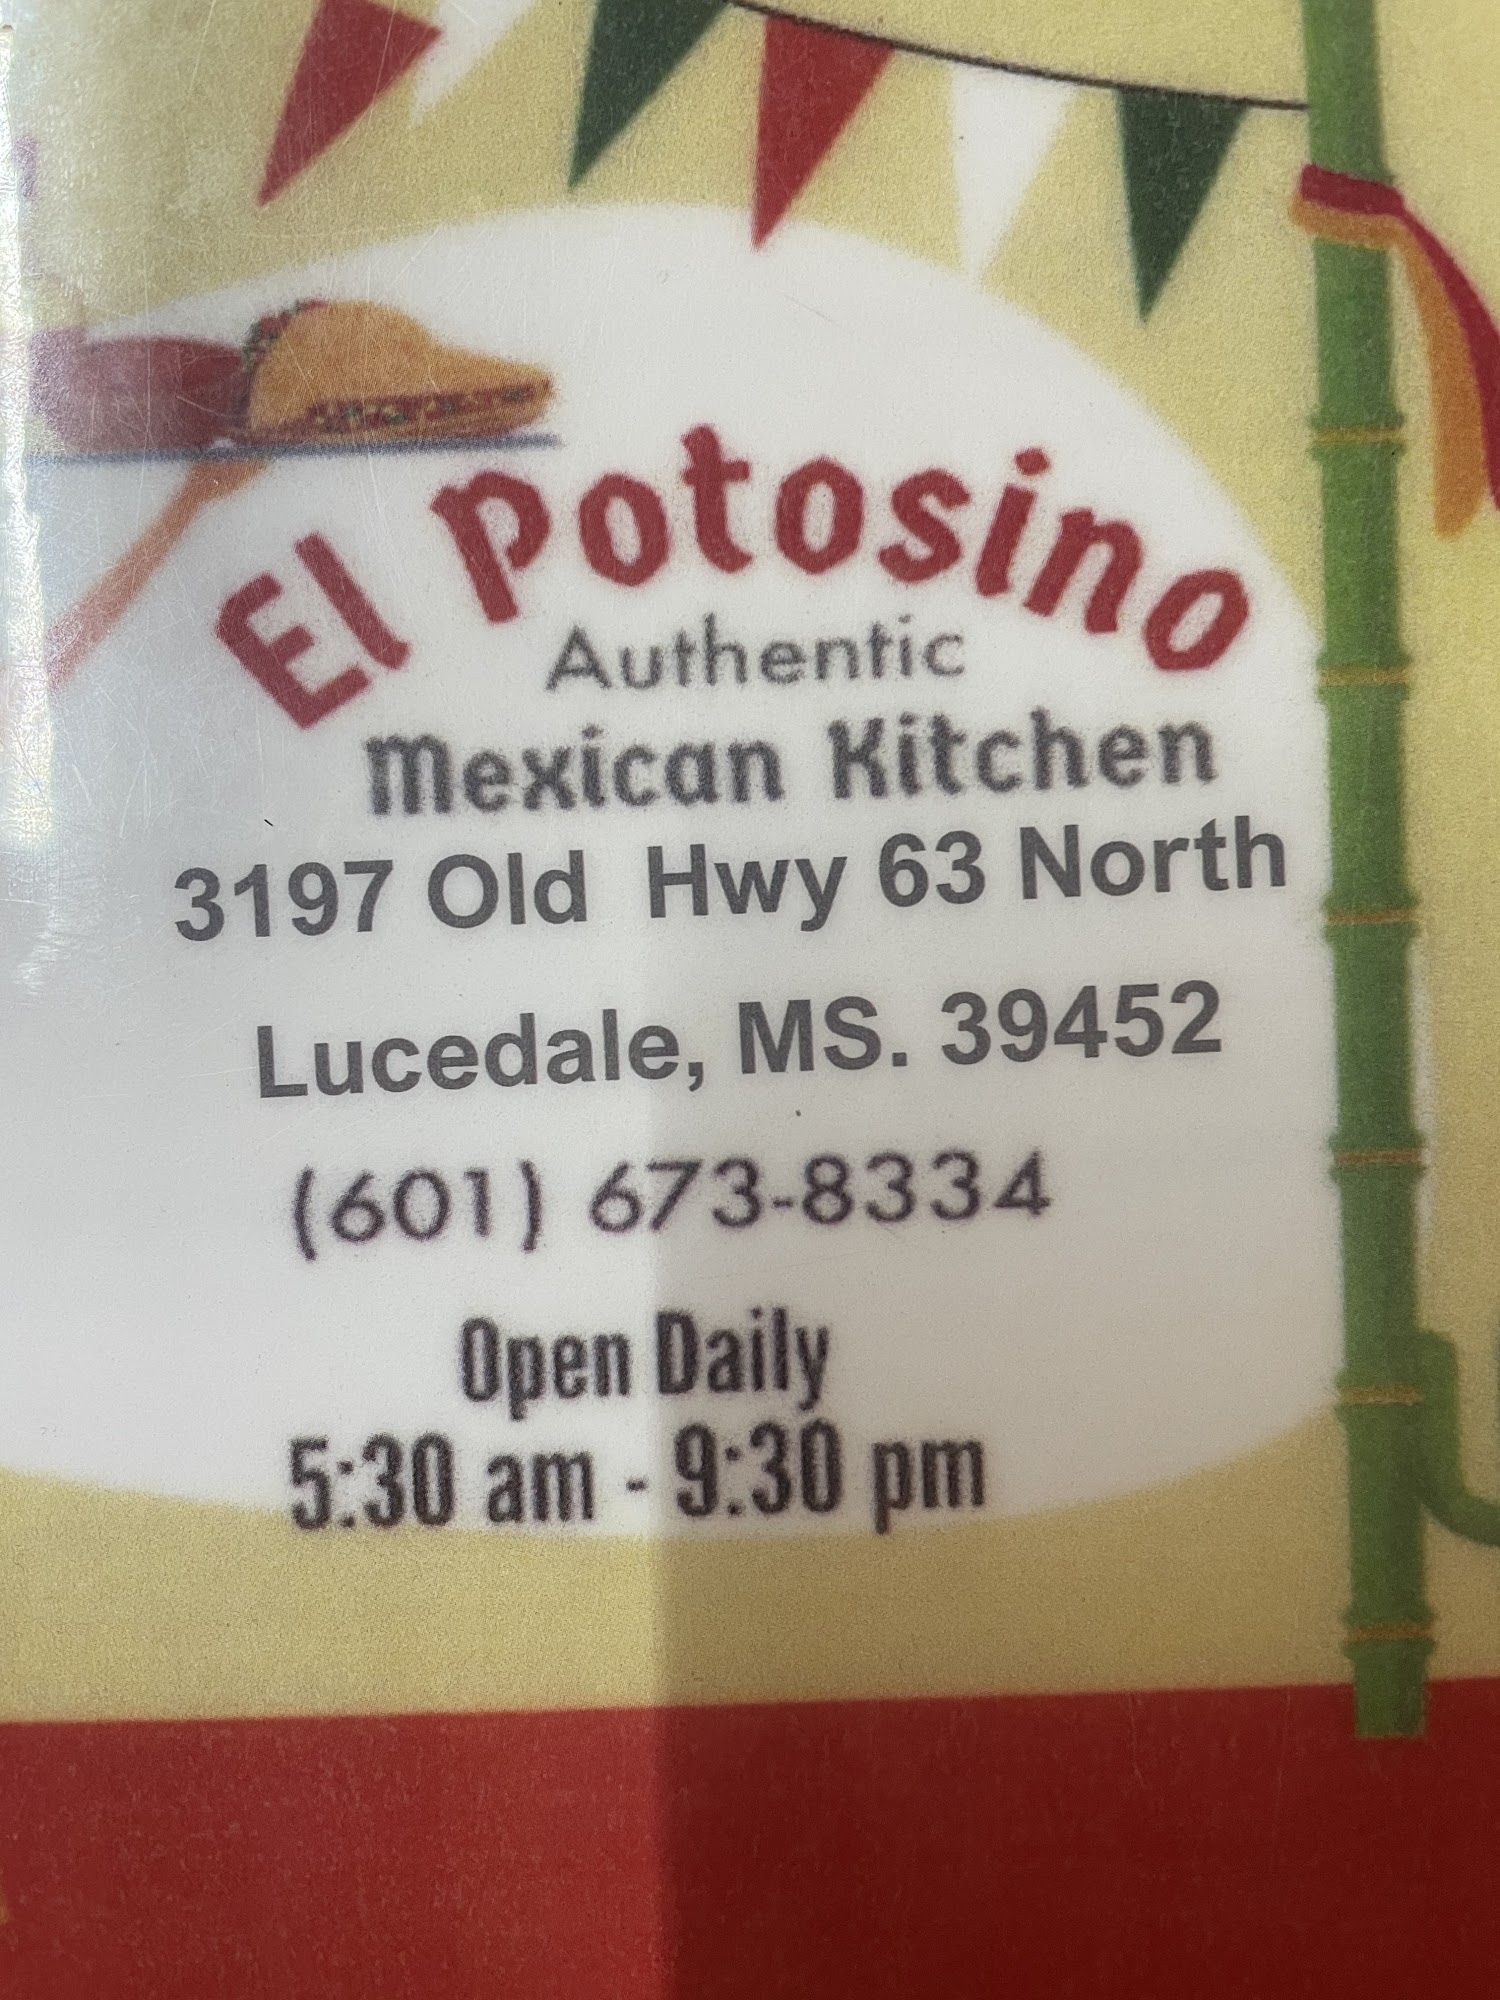 El Potosino
Authentic
Mexican Kitchen
3197 Old Hwy 63 North
Lucedale, MS. 39452
(601) 673-8334
Open Daily
5:30 am - 9:30 pm